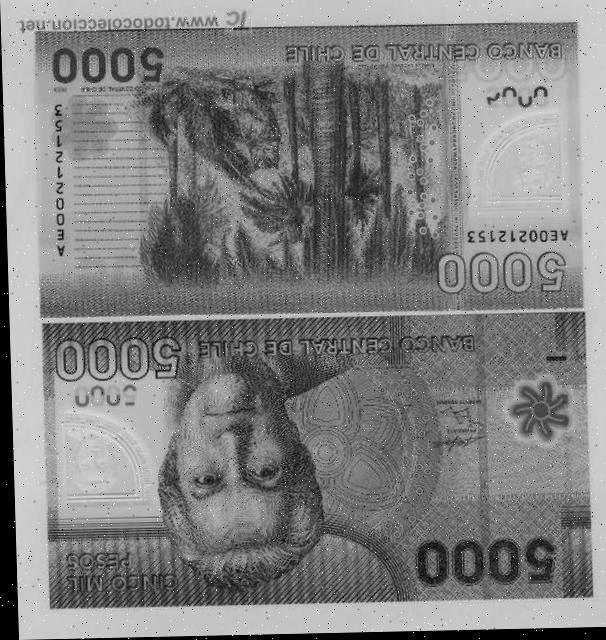 5000
CINCO MIL
PESOS
5000
BANCO CENTRAL DE CHILE
5000
5000
AE00212153
AE00212153
BANCO CENTRAL DE CHILE
5000
tc www.todocoleccion.net